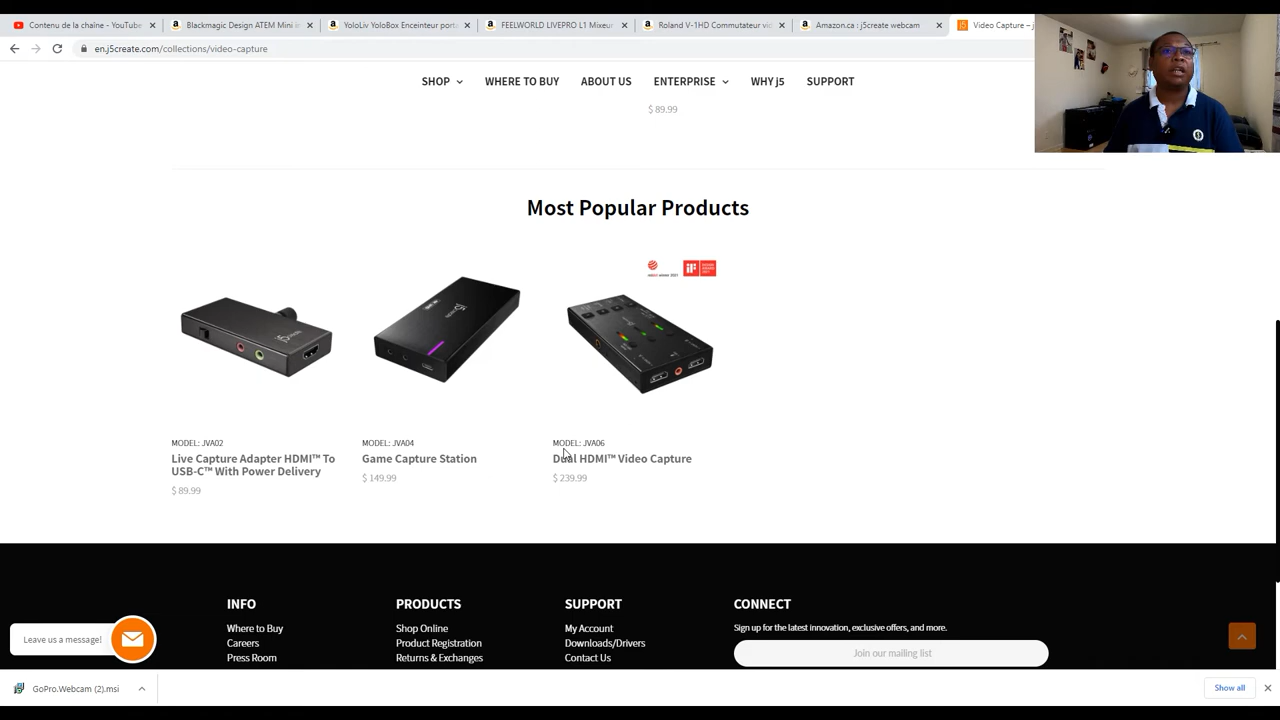 Contenu de la chaîne - YouTube
Blackmagic Design ATEM Mini in
YoloLiv YoloBox Enceinteur porta
FEELWORLD LIVEPRO L1 Mixeur
Roland V-1HD Commutateur vid
Amazon.ca : j5create webcam
Video Capture – j
en.j5create.com/collections/video-capture
SHOP
WHERE TO BUY
ABOUT US
ENTERPRISE
WHY j5
SUPPORT
$ 89.99
Most Popular Products
MODEL: JVA02
Live Capture Adapter HDMI™ To
USB-C™ With Power Delivery
$ 89.99
MODEL: JVA04
Game Capture Station
$ 149.99
MODEL: JVA06
Dual HDMI™ Video Capture
$ 239.99
INFO
Where to Buy
Careers
Press Room
PRODUCTS
Shop Online
Product Registration
Returns & Exchanges
SUPPORT
My Account
Downloads/Drivers
Contact Us
CONNECT
Sign up for the latest innovation, exclusive offers, and more.
Join our mailing list
Leave us a message!
GoPro.Webcam (2).msi
Show all